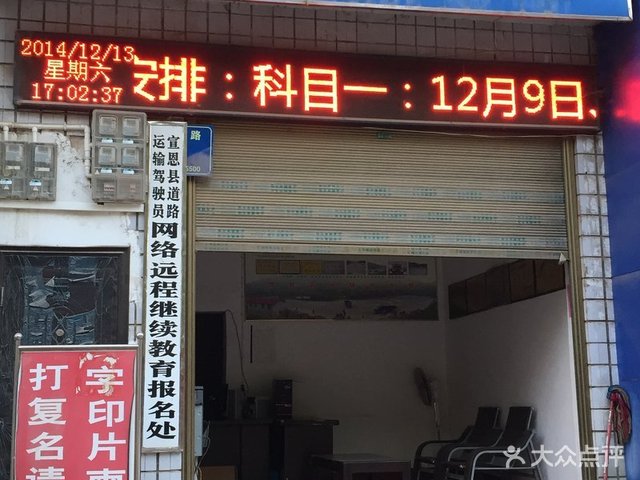 2014/12/13
星期六
17:02:37
安排：科目一：12月9日、
路
宣恩县道路
运输驾驶员
网络远程继续教育报名处
字印片
打复名请
大众点评